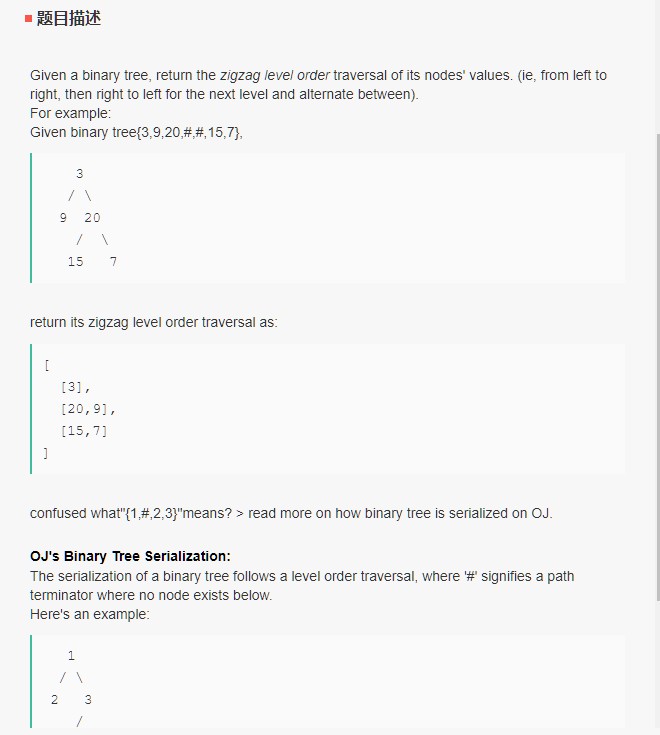 题目描述
Given a binary tree, return the zigzag level order traversal of its nodes' values. (ie, from left to
right, then right to left for the next level and alternate between).
For example:
Given binary tree{3,9,20,#,#,15,7},
3
/ \
9 20
/ \
15 7
return its zigzag level order traversal as:
[
[3],
[20,9],
[15,7]
]
confused what"{1,#,2,3}"means? > read more on how binary tree is serialized on OJ.
OJ's Binary Tree Serialization:
The serialization of a binary tree follows a level order traversal, where '#' signifies a path
terminator where no node exists below.
Here's an example:
1
/ \
2 3
/